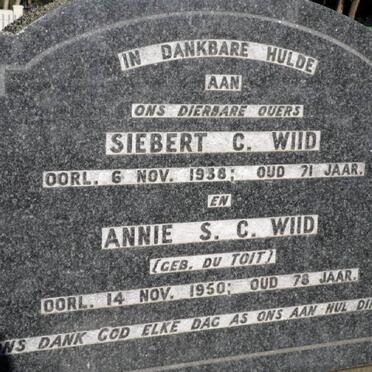 IN DANKBARE HULDE
AAN
ONS DIERBARE OUERS
SIEBERT C. WIID
OORL. 6 NOV. 1938; OUD 71 JAAR.
EN
ANNIE S. C. WIID
(GEB. DU TOIT)
OORL. 14 NOV. 1950; OUD 78 JAAR.
ONS DANK GOD ELKE DAG AS ONS AAN HUL DI